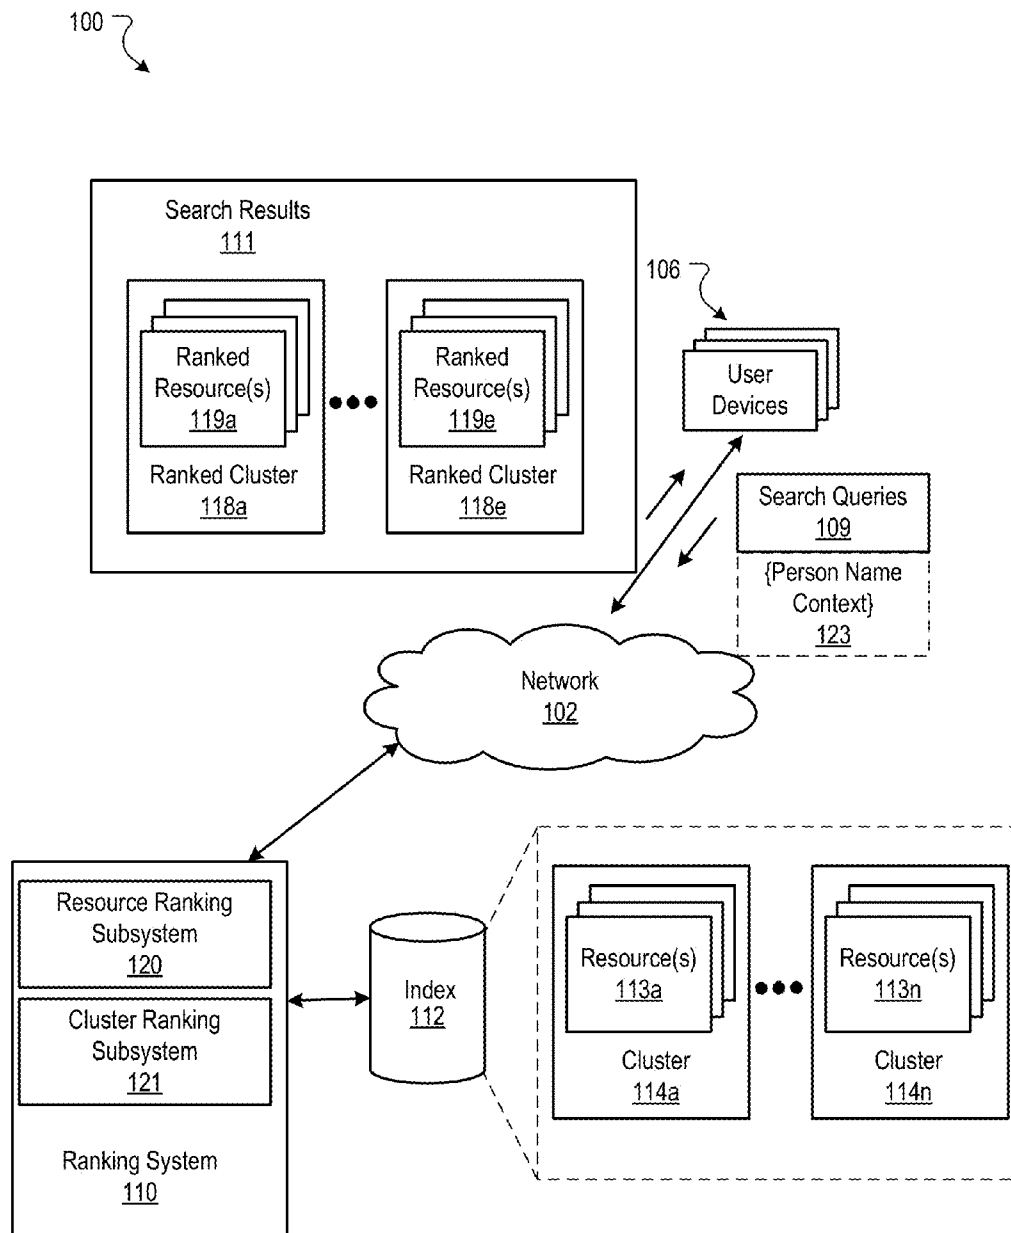 100
Search Results
111
Ranked
Resource(s)
119a
Ranked Cluster
118a
Ranked
Resource(s)
119e
Ranked Cluster
118e
106
User
Devices
Search Queries
109
{Person Name
Context}
123
Network
102
Resource Ranking
Subsystem
120
Cluster Ranking
Subsystem
121
Ranking System
110
Index
112
Resource(s)
113a
Cluster
114a
Resource(s)
113n
Cluster
114n